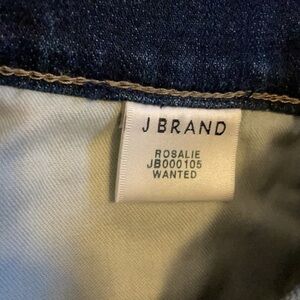 J BRAND
ROSALIE
JB000105
WANTED